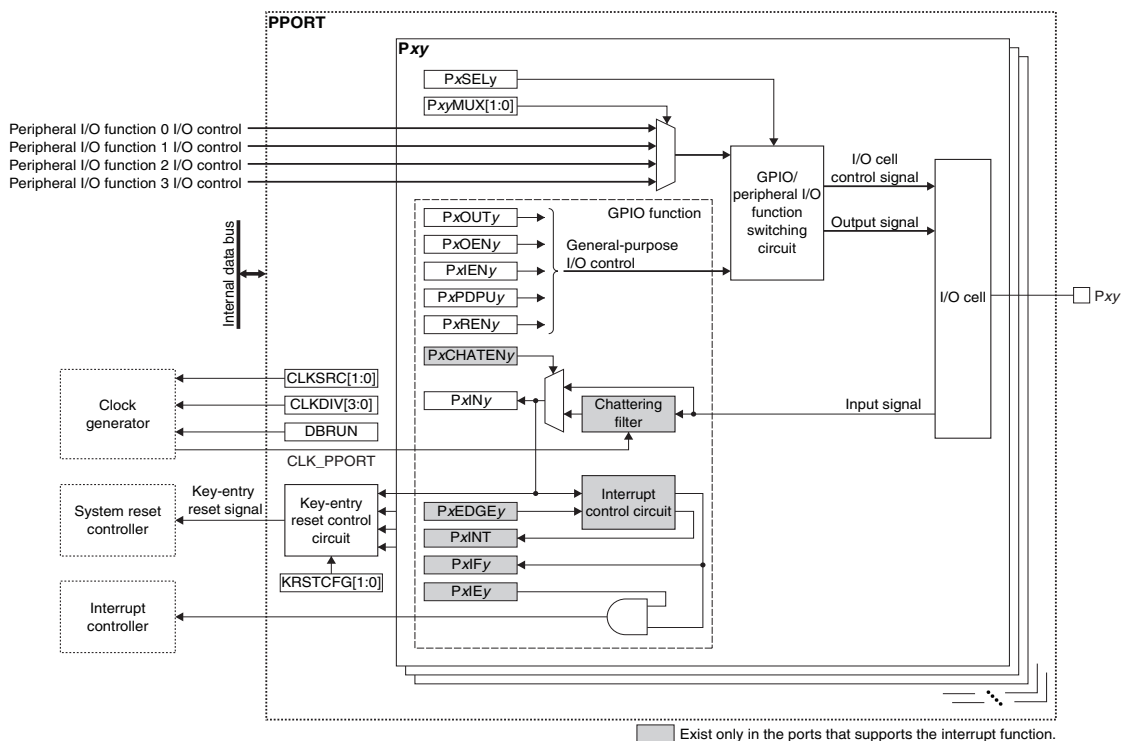 PPORT
Pxy
PxSELy
PxyMUX[1:0]
Peripheral I/O function 0 I/O control
Peripheral I/O function 1 I/O control
Peripheral I/O function 2 I/O control
Peripheral I/O function 3 I/O control
GPIO/
peripheral I/O
function
switching
circuit
I/O cell
control signal
Output signal
I/O cell
Pxy
GPIO function
PxOUTy
PxOENy
PxIENy
PxPDPUy
PxRENy
General-purpose
I/O control
Internal data bus
PxCHATENy
PxINy
Chattering
filter
Input signal
Clock
generator
CLKSRC[1:0]
CLKDIV[3:0]
DBRUN
CLK_PPORT
System reset
controller
Key-entry
reset signal
Key-entry
reset control
circuit
KRSTCFG[1:0]
Interrupt
control circuit
PxEDGEy
PxINT
PxIFy
PxIEy
Interrupt
controller
Exist only in the ports that supports the interrupt function.